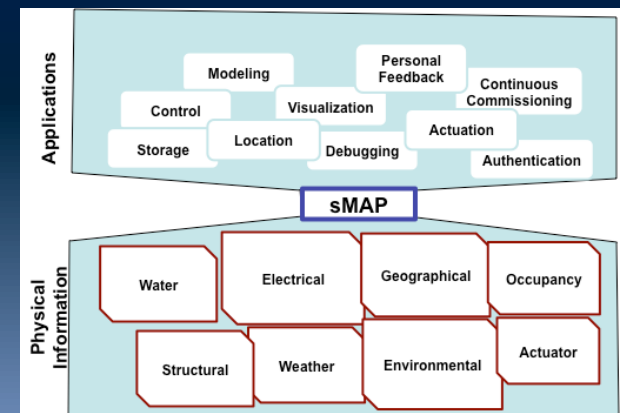 Applications
Personal
Feedback
Modeling
Continuous
Commissioning
Control
Visualization
Location
Actuation
Storage
Debugging
Authentication
sMAP
Physical
Information
Water
Electrical
Geographical
Occupancy
Structural
Weather
Environmental
Actuator